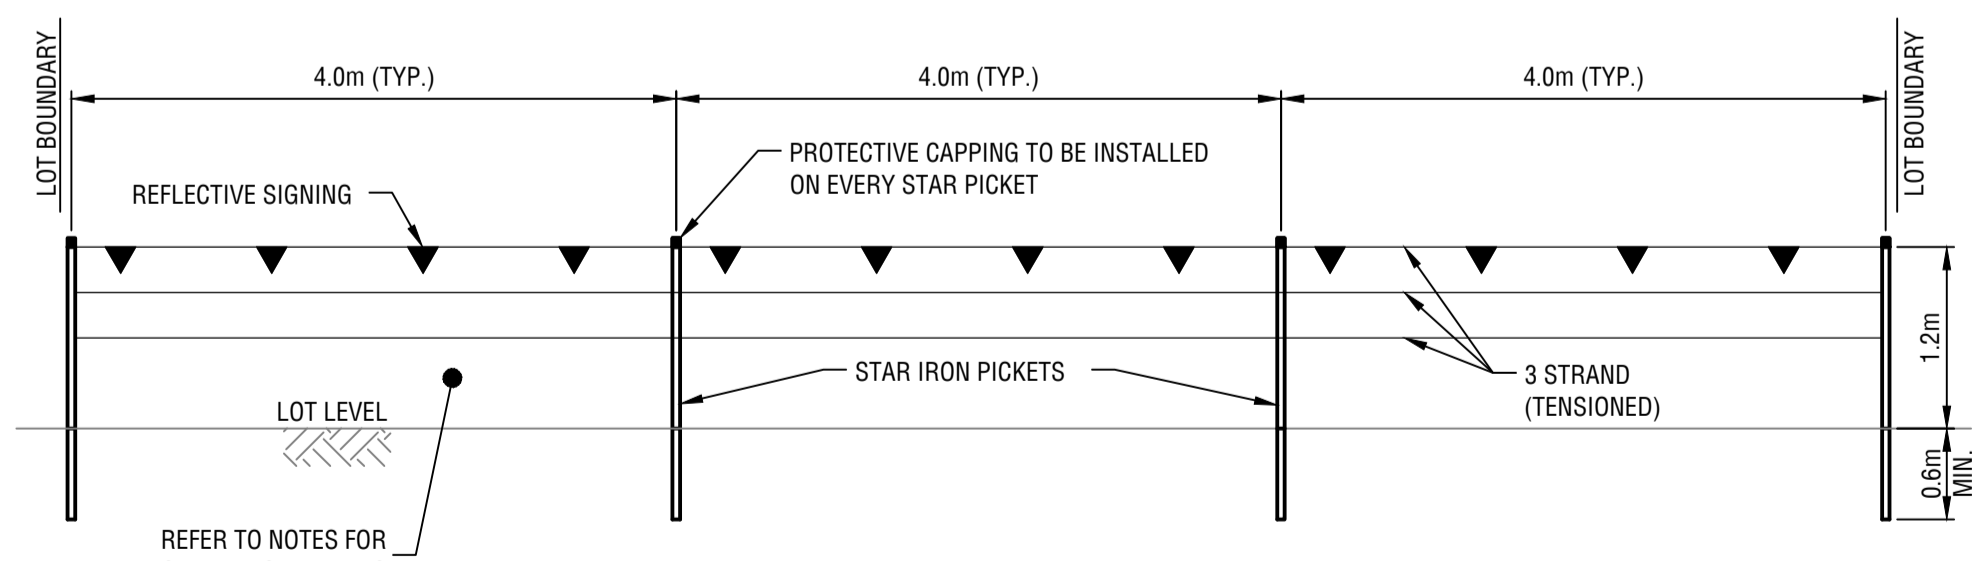 LOT BOUNDARY
4.0m (TYP.)
4.0m (TYP.)
4.0m (TYP.)
LOT BOUNDARY
PROTECTIVE CAPPING TO BE INSTALLED
ON EVERY STAR PICKET
REFLECTIVE SIGNING
STAR IRON PICKETS
3 STRAND
(TENSIONED)
1.2m
LOT LEVEL
0.6m
MIN.
REFER TO NOTES FOR